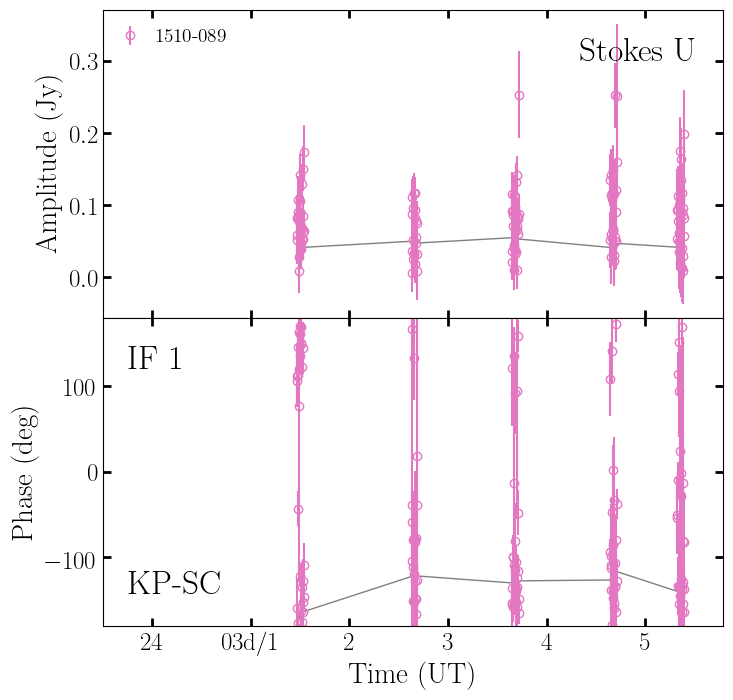 1510-089
Stokes U
Amplitude (Jy)
0.3
0.2
0.1
0.0
IF 1
KP-SC
Phase (deg)
100
0
−100
24 03d/1 2 3 4 5
Time (UT)